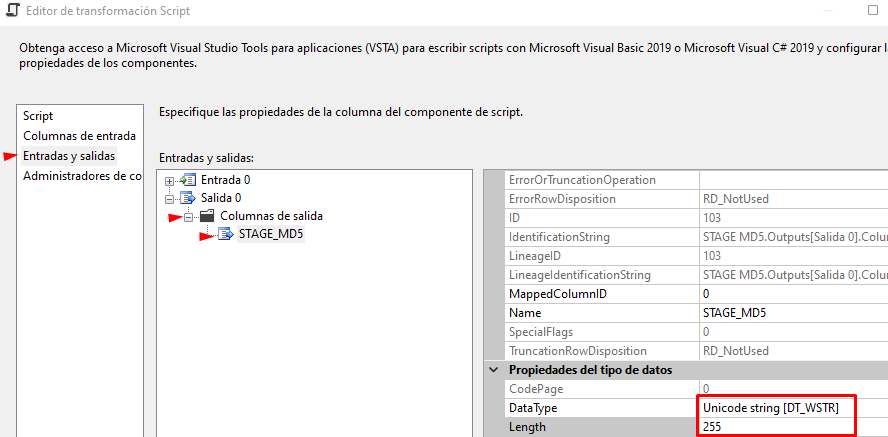 Editor de transformación Script
Obtenga acceso a Microsoft Visual Studio Tools para aplicaciones (VSTA) para escribir scripts con Microsoft Visual Basic 2019 o Microsoft Visual C# 2019 y configurar l
propiedades de los componentes.
Script
Columnas de entrada
Entradas y salidas
Administradores de co
Especifique las propiedades de la columna del componente de script.
Entradas y salidas:
Entrada 0
Salida 0
Columnas de salida
STAGE_MD5
ErrorOrTruncationOperation
ErrorRowDisposition RD_NotUsed
ID 103
IdentificationString STAGE MD5.Outputs[Salida 0].Colu
LineageID 103
LineageIdentificationString STAGE MD5.Outputs[Salida 0].Colu
MappedColumnID 0
Name STAGE_MD5
SpecialFlags 0
TruncationRowDisposition RD_NotUsed
Propiedades del tipo de datos
CodePage 0
DataType Unicode string [DT_WSTR]
Length 255